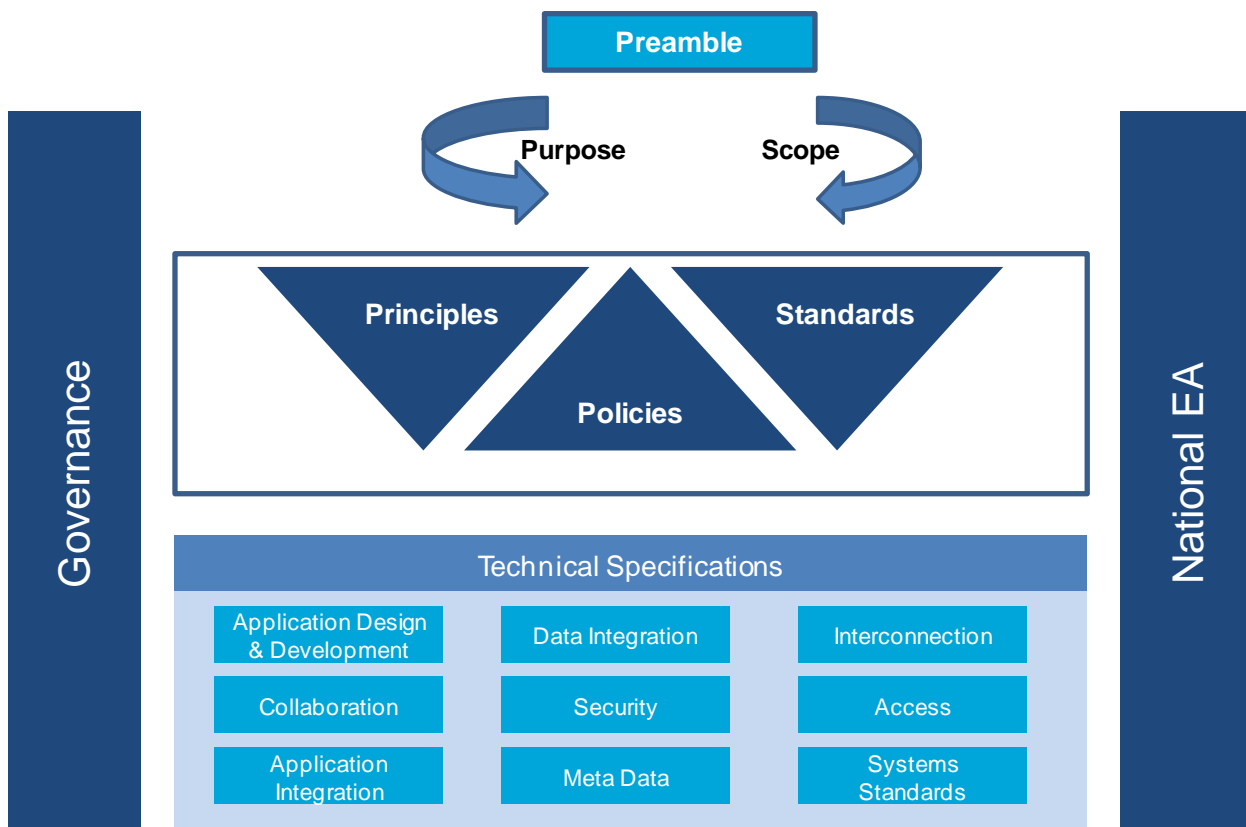 Preamble
Purpose
Scope
Governance
National EA
Principles
Policies
Standards
Technical Specifications
Application Design
& Development
Data Integration
Interconnection
Collaboration
Security
Access
Application
Integration
Meta Data
Systems
Standards